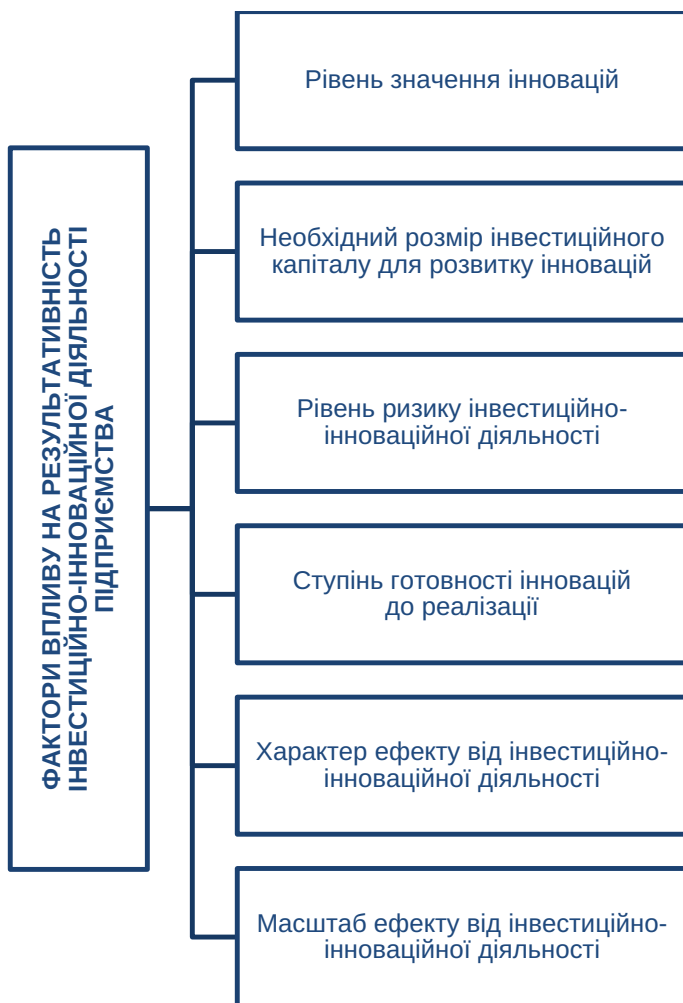 ФАКТОРИ ВПЛИВУ НА РЕЗУЛЬТАТИВНІСТЬ
ІНВЕСТИЦІЙНО-ІННОВАЦІЙНОЇ ДІЯЛЬНОСТІ
ПІДПРИЄМСТВА
Рівень значення інновацій
Необхідний розмір інвестиційного
капіталу для розвитку інновацій
Рівень ризику інвестиційно-
інноваційної діяльності
Ступінь готовності інновацій
до реалізації
Характер ефекту від інвестиційно-
інноваційної діяльності
Масштаб ефекту від інвестиційно-
інноваційної діяльності